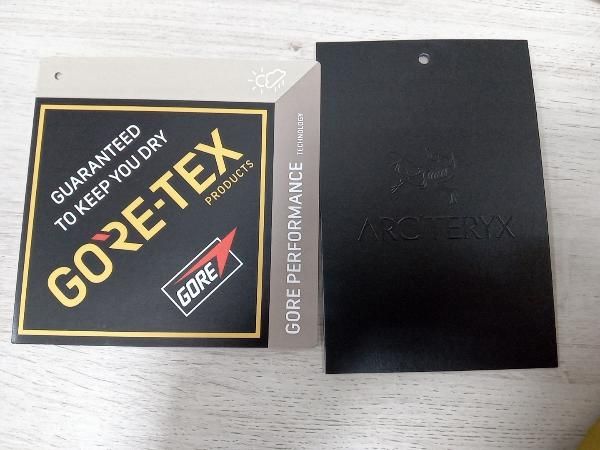 GUARANTEED
TO KEEP YOU DRY
GORE-TEX
PRODUCTS
GORE
GORE PERFORMANCE TECHNOLOGY
ARC'TERYX